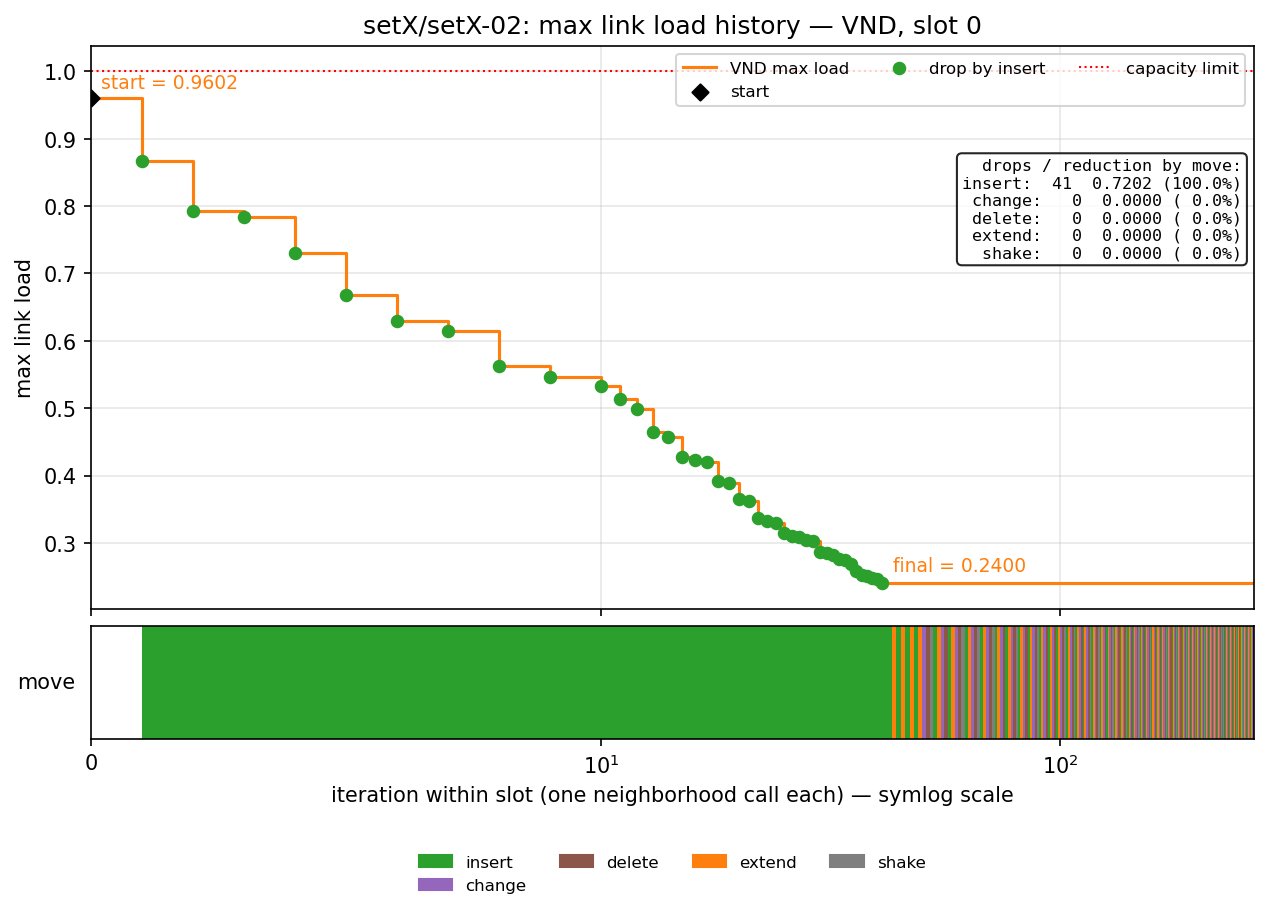 setX/setX-02: max link load history — VND, slot 0
VND max load
drop by insert
capacity limit
start
start = 0.9602
drops / reduction by move:
insert: 41 0.7202 (100.0%)
change: 0 0.0000 ( 0.0%)
delete: 0 0.0000 ( 0.0%)
extend: 0 0.0000 ( 0.0%)
shake: 0 0.0000 ( 0.0%)
1.0
0.9
0.8
0.7
0.6
0.5
0.4
0.3
max link load
final = 0.2400
move
0
10¹
10²
iteration within slot (one neighborhood call each) — symlog scale
insert
delete
extend
shake
change